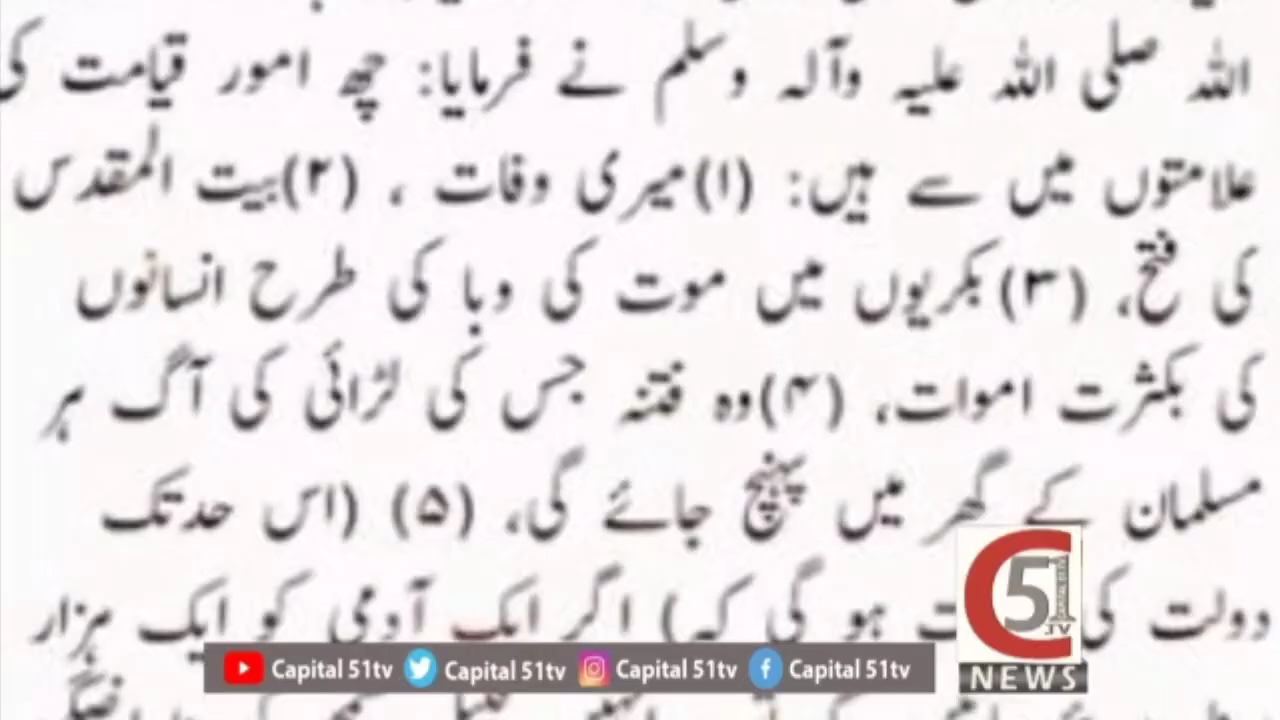 اللہ صلی اللہ علیہ وآلہ وسلم نے فرمایا: چھ امور قیامت کی
علامتوں میں سے ہیں: (۱)میری وفات ، (۲)بیت المقدس
کی فتح، (۳)بکریوں میں موت کی وبا کی طرح انسانوں
کی بکثرت اموات، (۴)وہ فتنہ جس کی لڑائی کی آگ ہر
مسلمان کے گھر میں پہنچ جائے گی، (۵) (اس حد تک
دولت کی ہو گی کہ) اگر ایک آدمی کو ایک ہزار
C 51 TV
NEWS
Capital 51tv Capital 51tv Capital 51tv Capital 51tv